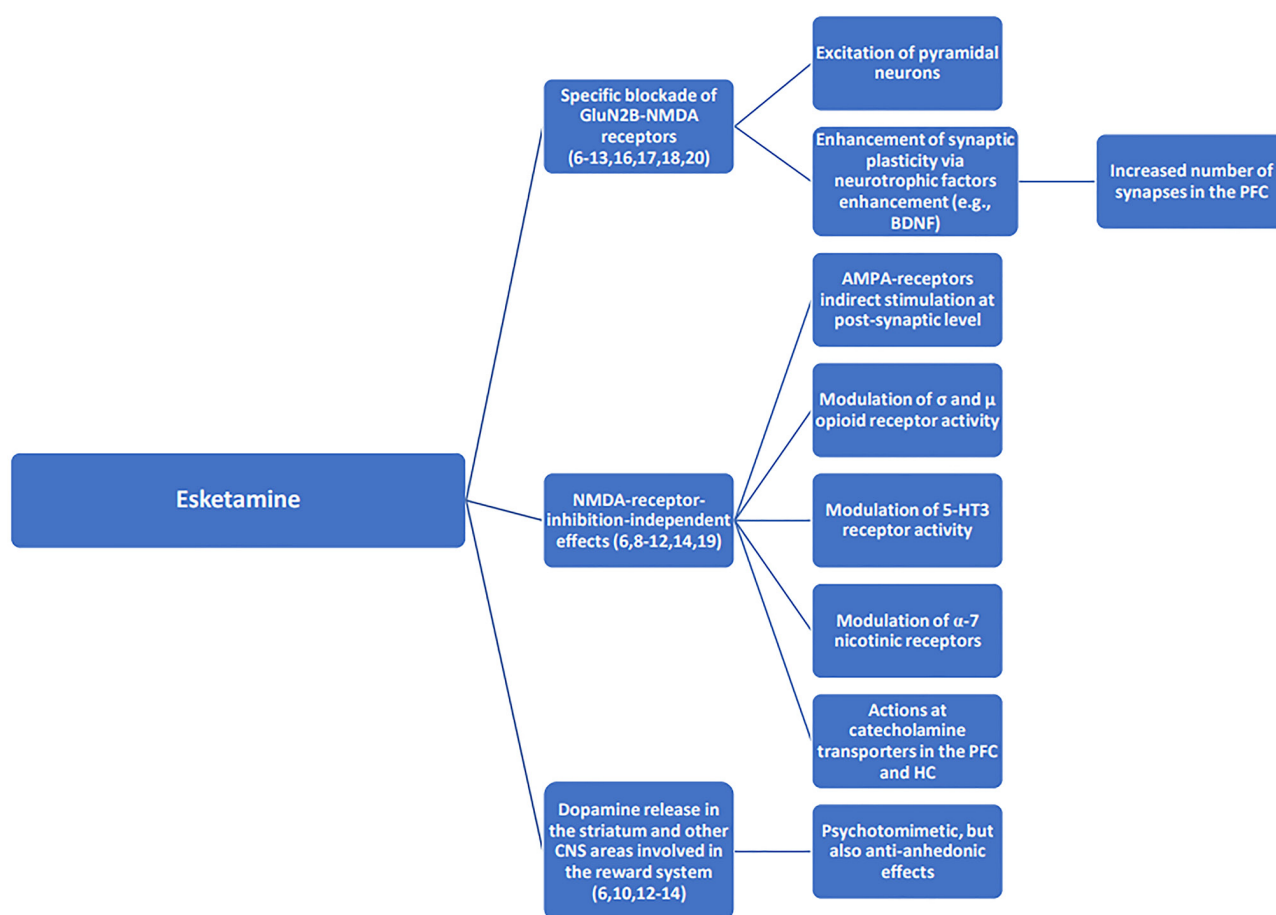 Esketamine
Specific blockade of
GluN2B-NMDA
receptors
(6-13,16,17,18,20)
Excitation of pyramidal
neurons
Enhancement of synaptic
plasticity via
neurotrophic factors
enhancement (e.g.,
BDNF)
Increased number of
synapses in the PFC
NMDA-receptor-
inhibition-independent
effects (6,8-12,14,19)
AMPA-receptors
indirect stimulation at
post-synaptic level
Modulation of σ and μ
opioid receptor activity
Modulation of 5-HT3
receptor activity
Modulation of α-7
nicotinic receptors
Actions at
catecholamine
transporters in the PFC
and HC
Dopamine release in
the striatum and other
CNS areas involved in
the reward system
(6,10,12-14)
Psychotomimetic, but
also anti-anhedonic
effects